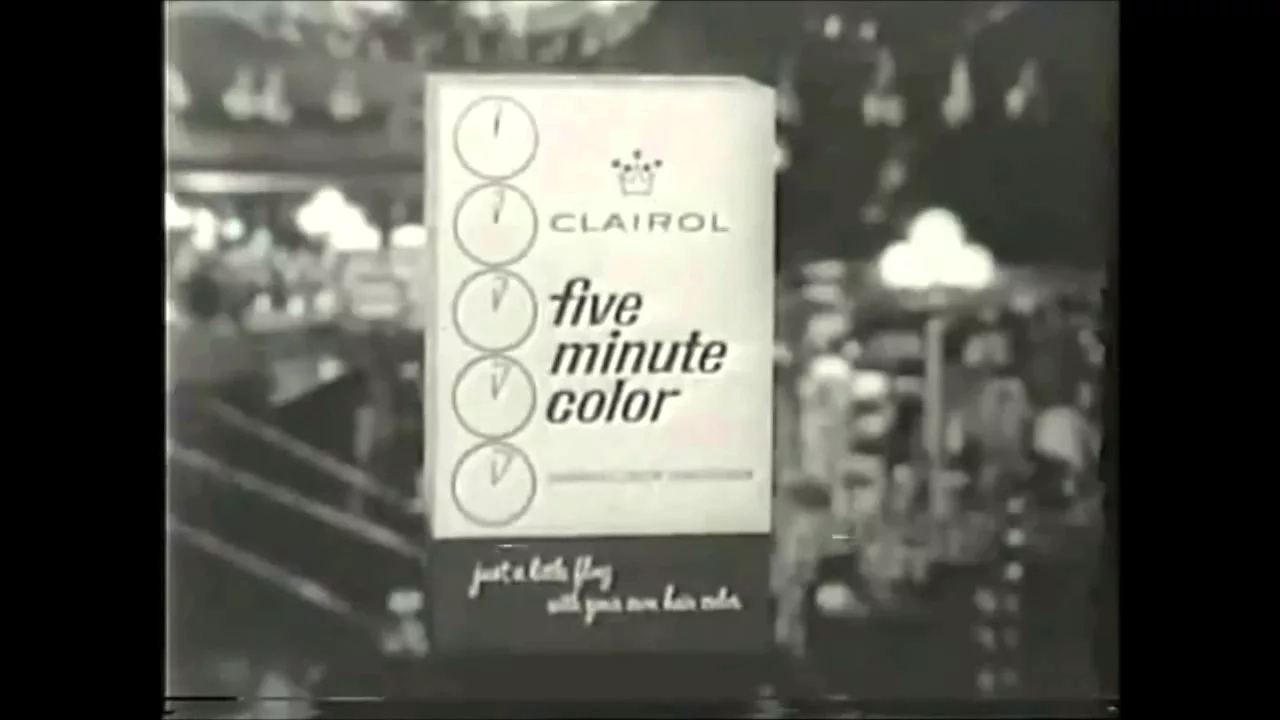 CLAIROL
five
minute
color
just a little fling
with your own hair color